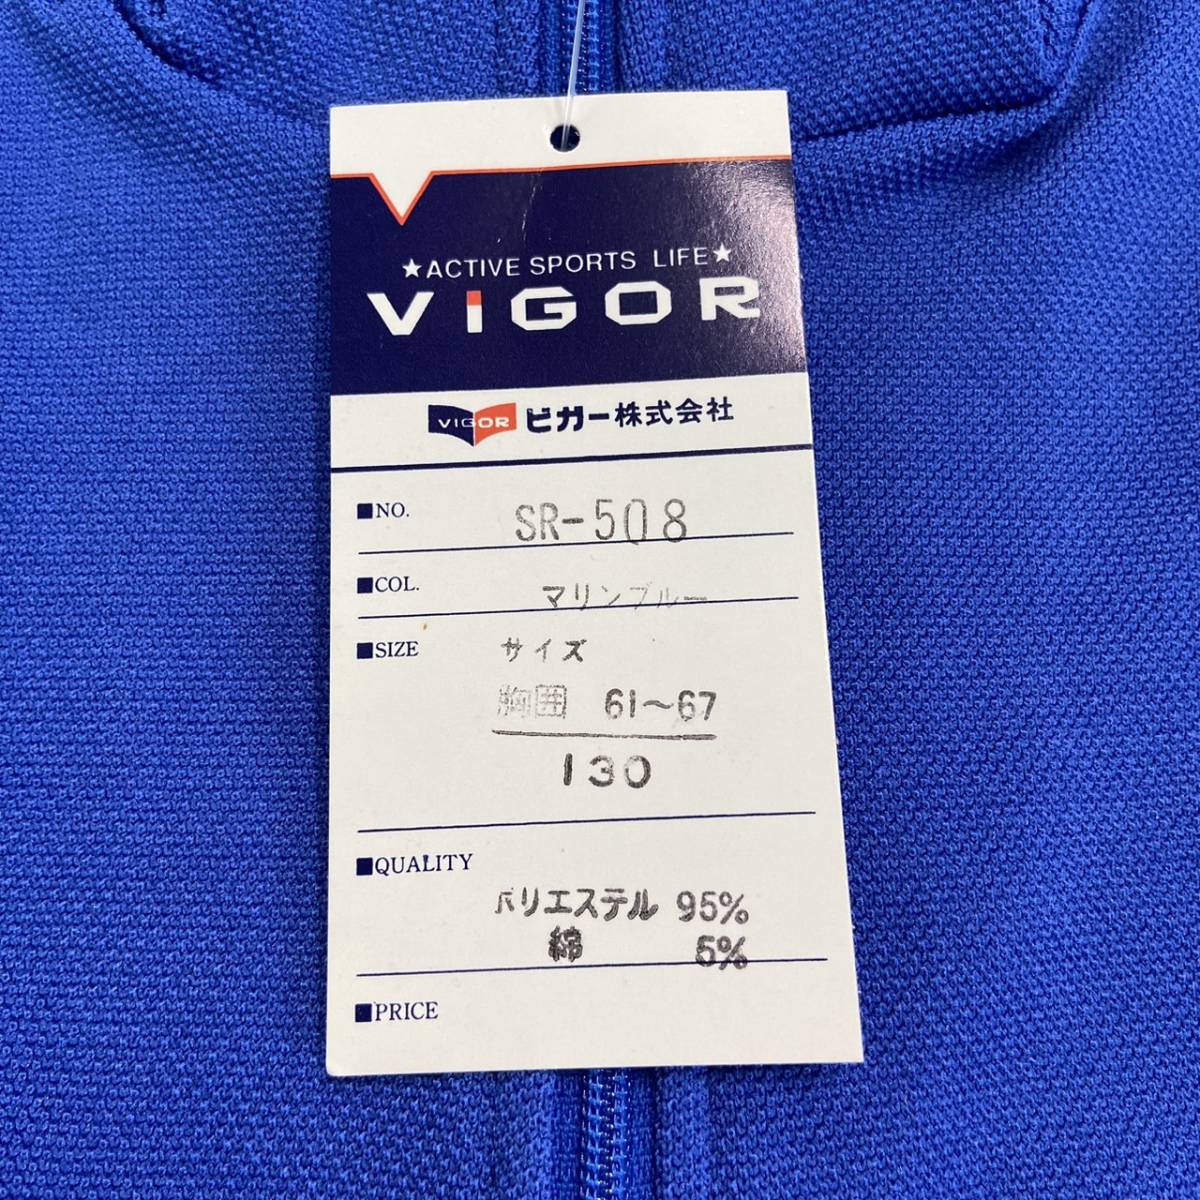 ★ACTIVE SPORTS LIFE★
ViGOR
VIGOR ビガー株式会社
■NO. SR-508
■COL. マリンブルー
■SIZE サイズ
胸囲 61～67
130
■QUALITY
ポリエステル 95%
綿 5%
■PRICE